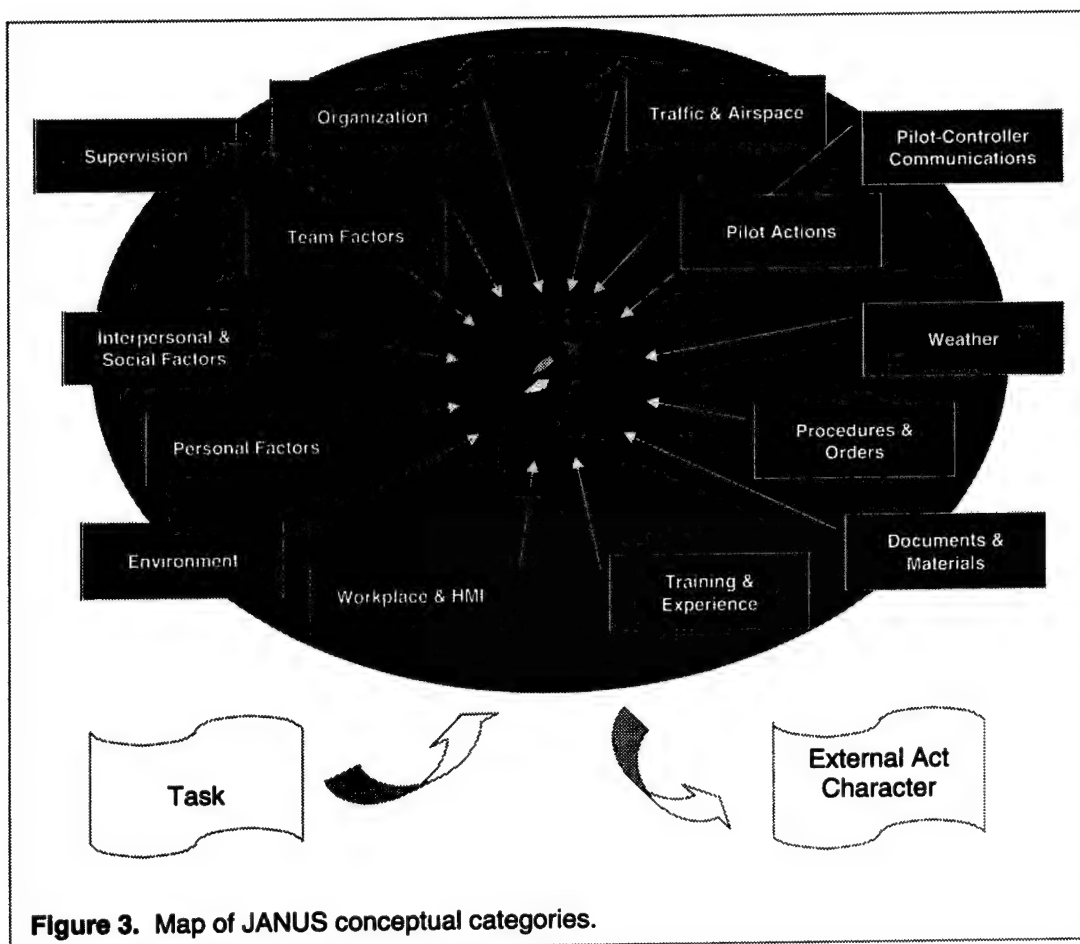 Organization
Traffic & Airspace
Supervision
Pilot-Controller
Communications
Team Factors
Pilot Actions
Interpersonal &
Social Factors
Weather
Personal Factors
Procedures &
Orders
Environment
Workplace & HMI
Training &
Experience
Documents &
Materials
Task
External Act
Character
Figure 3. Map of JANUS conceptual categories.